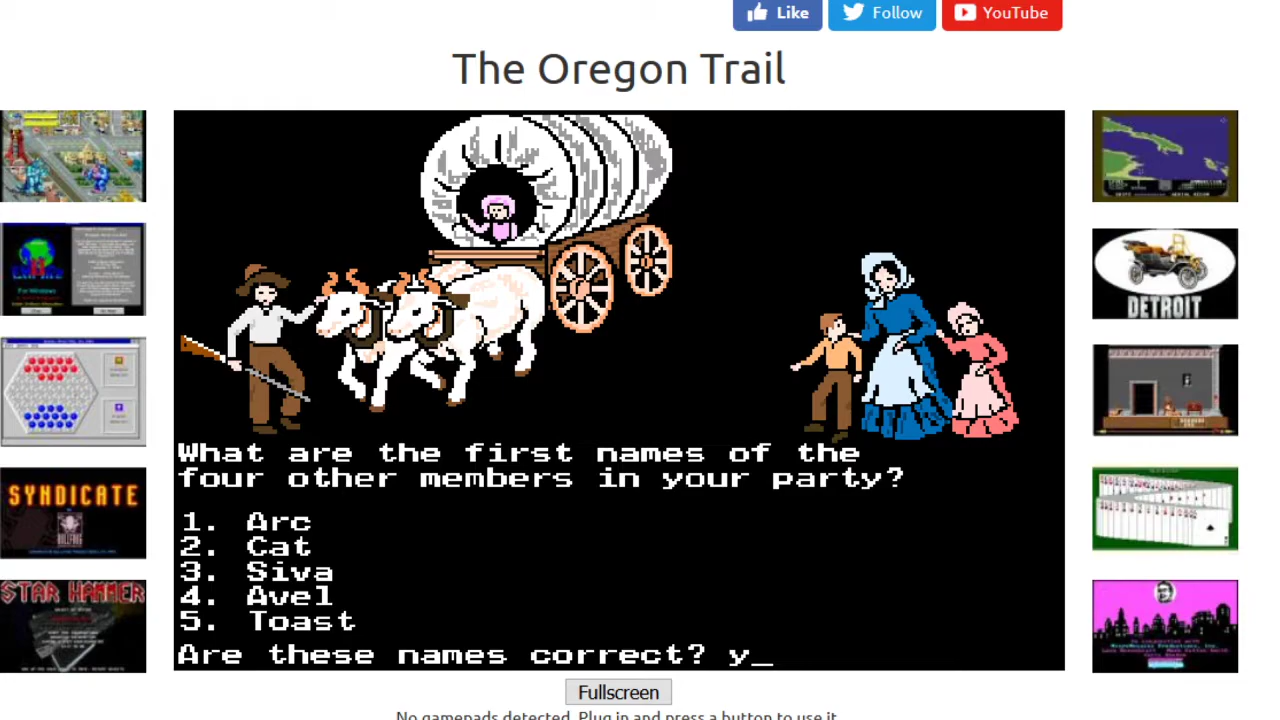 Like Follow YouTube
The Oregon Trail
For Windows
DETROIT
SYNDICATE
STAR HAMMER
What are the first names of the
four other members in your party?
1. Arc
2. Cat
3. Siva
4. Avel
5. Toast
Are these names correct? y_
Fullscreen
No gamepads detected. Plug in and press a button to use it